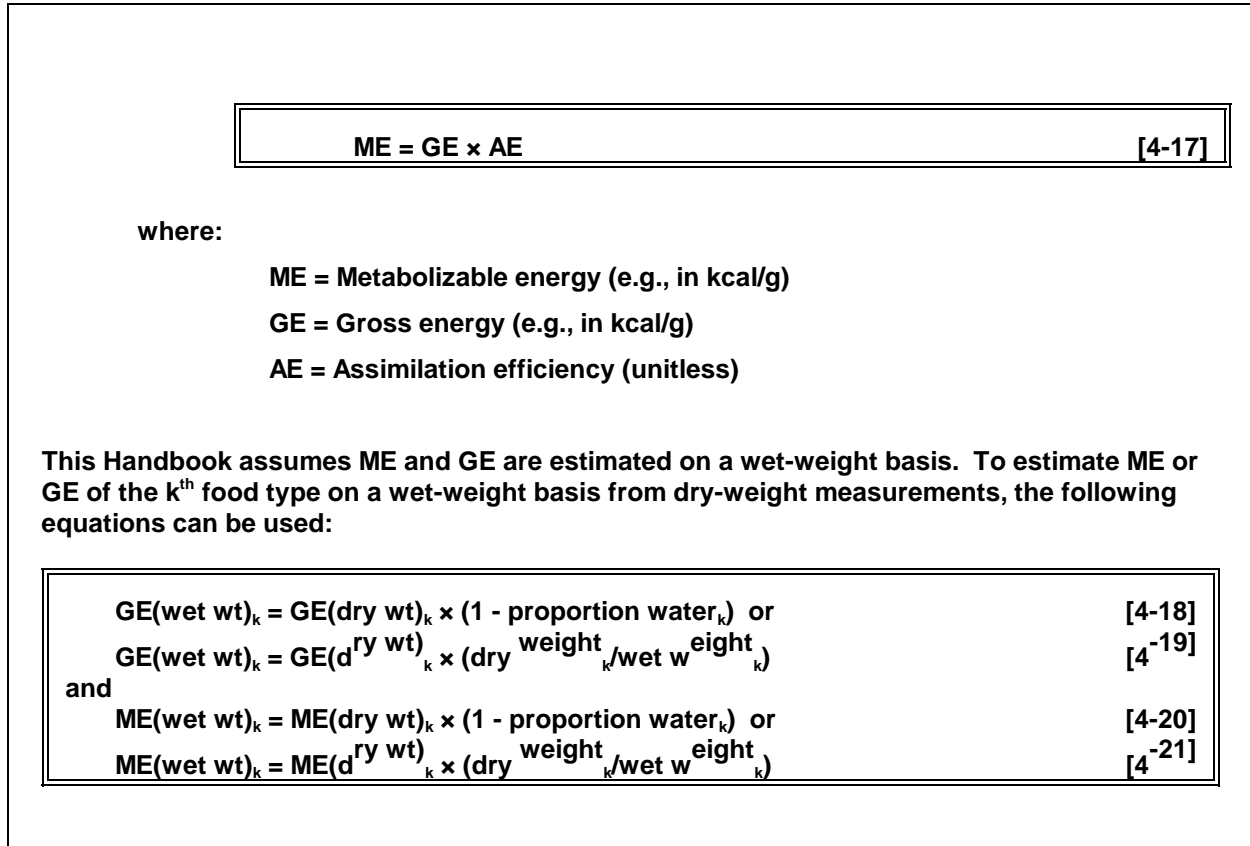 ME = GE × AE [4-17]
where:
ME = Metabolizable energy (e.g., in kcal/g)
GE = Gross energy (e.g., in kcal/g)
AE = Assimilation efficiency (unitless)
This Handbook assumes ME and GE are estimated on a wet-weight basis. To estimate ME or
GE of the kth food type on a wet-weight basis from dry-weight measurements, the following
equations can be used:
GE(wet wt)k = GE(dry wt)k × (1 - proportion waterk) or [4-18]
GE(wet wt)k = GE(dry wt)k × (dry weightk/wet weightk) [4-19]
and
ME(wet wt)k = ME(dry wt)k × (1 - proportion waterk) or [4-20]
ME(wet wt)k = ME(dry wt)k × (dry weightk/wet weightk) [4-21]